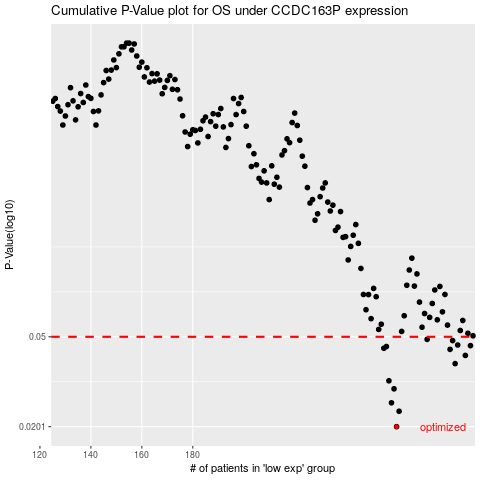 Cumulative P-Value plot for OS under CCDC163P expression
P-Value(log10)
0.05
0.0201
optimized
120 140 160 180
# of patients in 'low exp' group